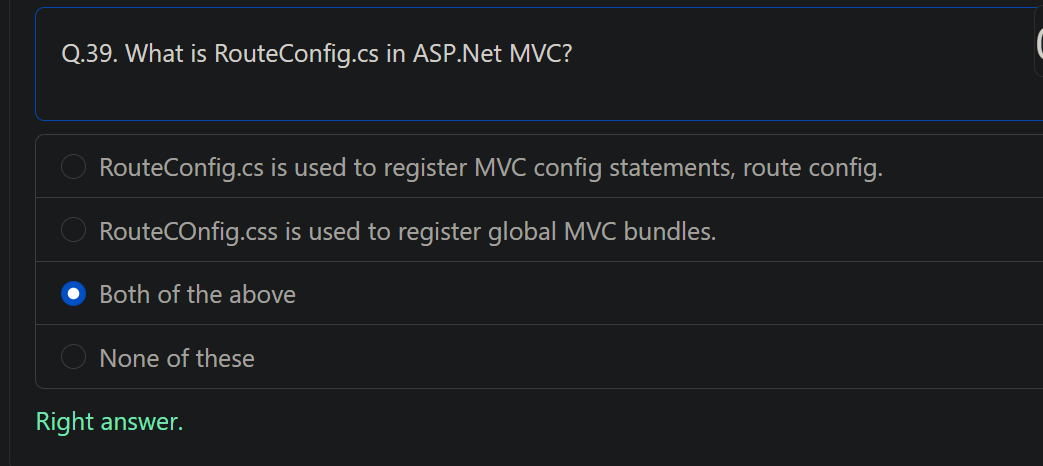 Q.39. What is RouteConfig.cs in ASP.Net MVC?
RouteConfig.cs is used to register MVC config statements, route config.
RouteCOnfig.css is used to register global MVC bundles.
Both of the above
None of these
Right answer.